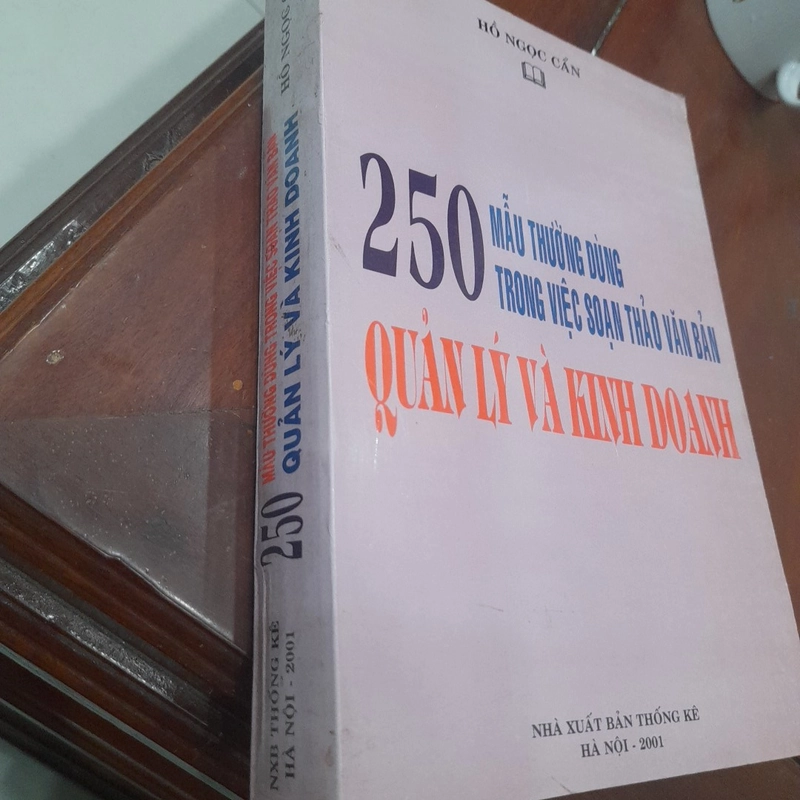 HỒ NGỌC CẨN
250
MẪU THƯỜNG DÙNG
TRONG VIỆC SOẠN THẢO VĂN BẢN
QUẢN LÝ VÀ KINH DOANH
NHÀ XUẤT BẢN THỐNG KÊ
HÀ NỘI - 2001
HỒ NGỌC
250
MẪU THƯỜNG DÙNG TRONG VIỆC SOẠN THẢO VĂN BẢN
QUẢN LÝ VÀ KINH DOANH
NXB THỐNG KÊ
HÀ NỘI - 2001